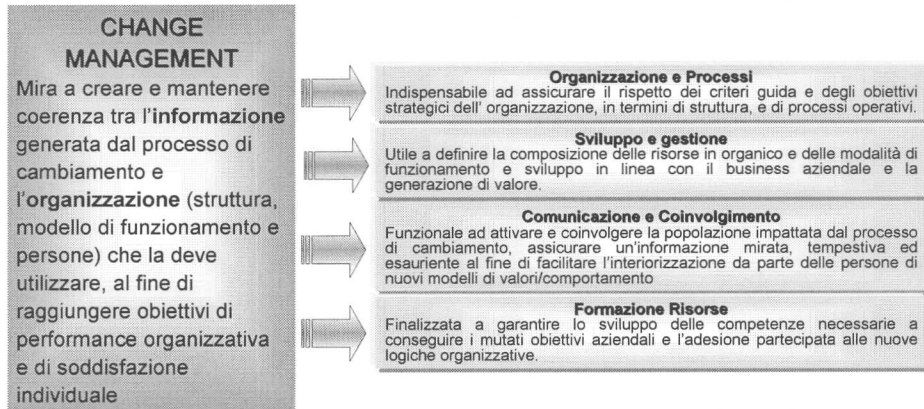 CHANGE
MANAGEMENT
Mira a creare e mantenere
coerenza tra l'informazione
generata dal processo di
cambiamento e
l'organizzazione (struttura,
modello di funzionamento e
persone) che la deve
utilizzare, al fine di
raggiungere obiettivi di
performance organizzativa
e di soddisfazione
individuale
Organizzazione e Processi
Indispensabile ad assicurare il rispetto dei criteri guida e degli obiettivi
strategici dell' organizzazione, in termini di struttura, e di processi operativi.
Sviluppo e gestione
Utile a definire la composizione delle risorse in organico e delle modalità di
funzionamento e sviluppo in linea con il business aziendale e la
generazione di valore.
Comunicazione e Coinvolgimento
Funzionale ad attivare e coinvolgere la popolazione impattata dal processo
di cambiamento, assicurare un'informazione mirata, tempestiva ed
esauriente al fine di facilitare l'interiorizzazione da parte delle persone di
nuovi modelli di valori/comportamento
Formazione Risorse
Finalizzata a garantire lo sviluppo delle competenze necessarie a
conseguire i mutati obiettivi aziendali e l'adesione partecipata alle nuove
logiche organizzative.